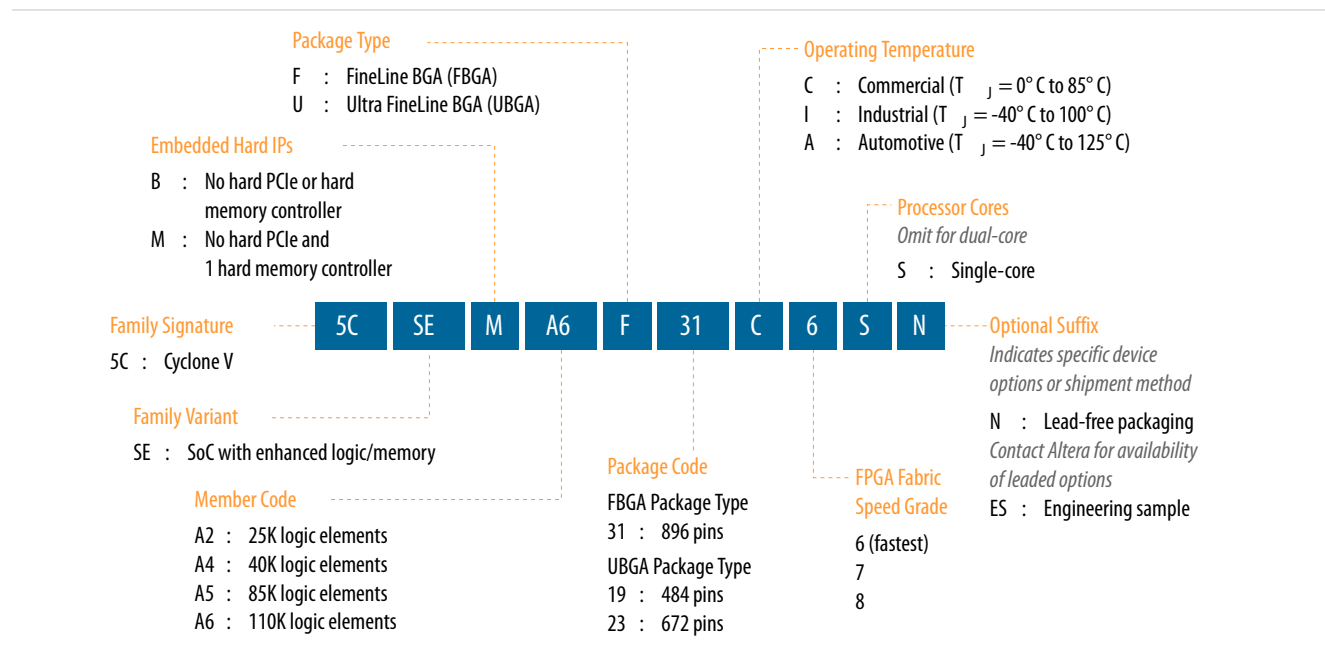 Package Type
F : FineLine BGA (FBGA)
U : Ultra FineLine BGA (UBGA)
Operating Temperature
C : Commercial (T J = 0° C to 85° C)
I : Industrial (T J = -40° C to 100° C)
A : Automotive (T J = -40° C to 125° C)
Embedded Hard IPs
B : No hard PCIe or hard
memory controller
M : No hard PCIe and
1 hard memory controller
Processor Cores
Omit for dual-core
S : Single-core
Family Signature
5C : Cyclone V
5C SE M A6 F 31 C 6 S N
Optional Suffix
Indicates specific device
options or shipment method
N : Lead-free packaging
Contact Altera for availability
of leaded options
ES : Engineering sample
Family Variant
SE : SoC with enhanced logic/memory
Member Code
A2 : 25K logic elements
A4 : 40K logic elements
A5 : 85K logic elements
A6 : 110K logic elements
Package Code
FBGA Package Type
31 : 896 pins
UBGA Package Type
19 : 484 pins
23 : 672 pins
FPGA Fabric
Speed Grade
6 (fastest)
7
8